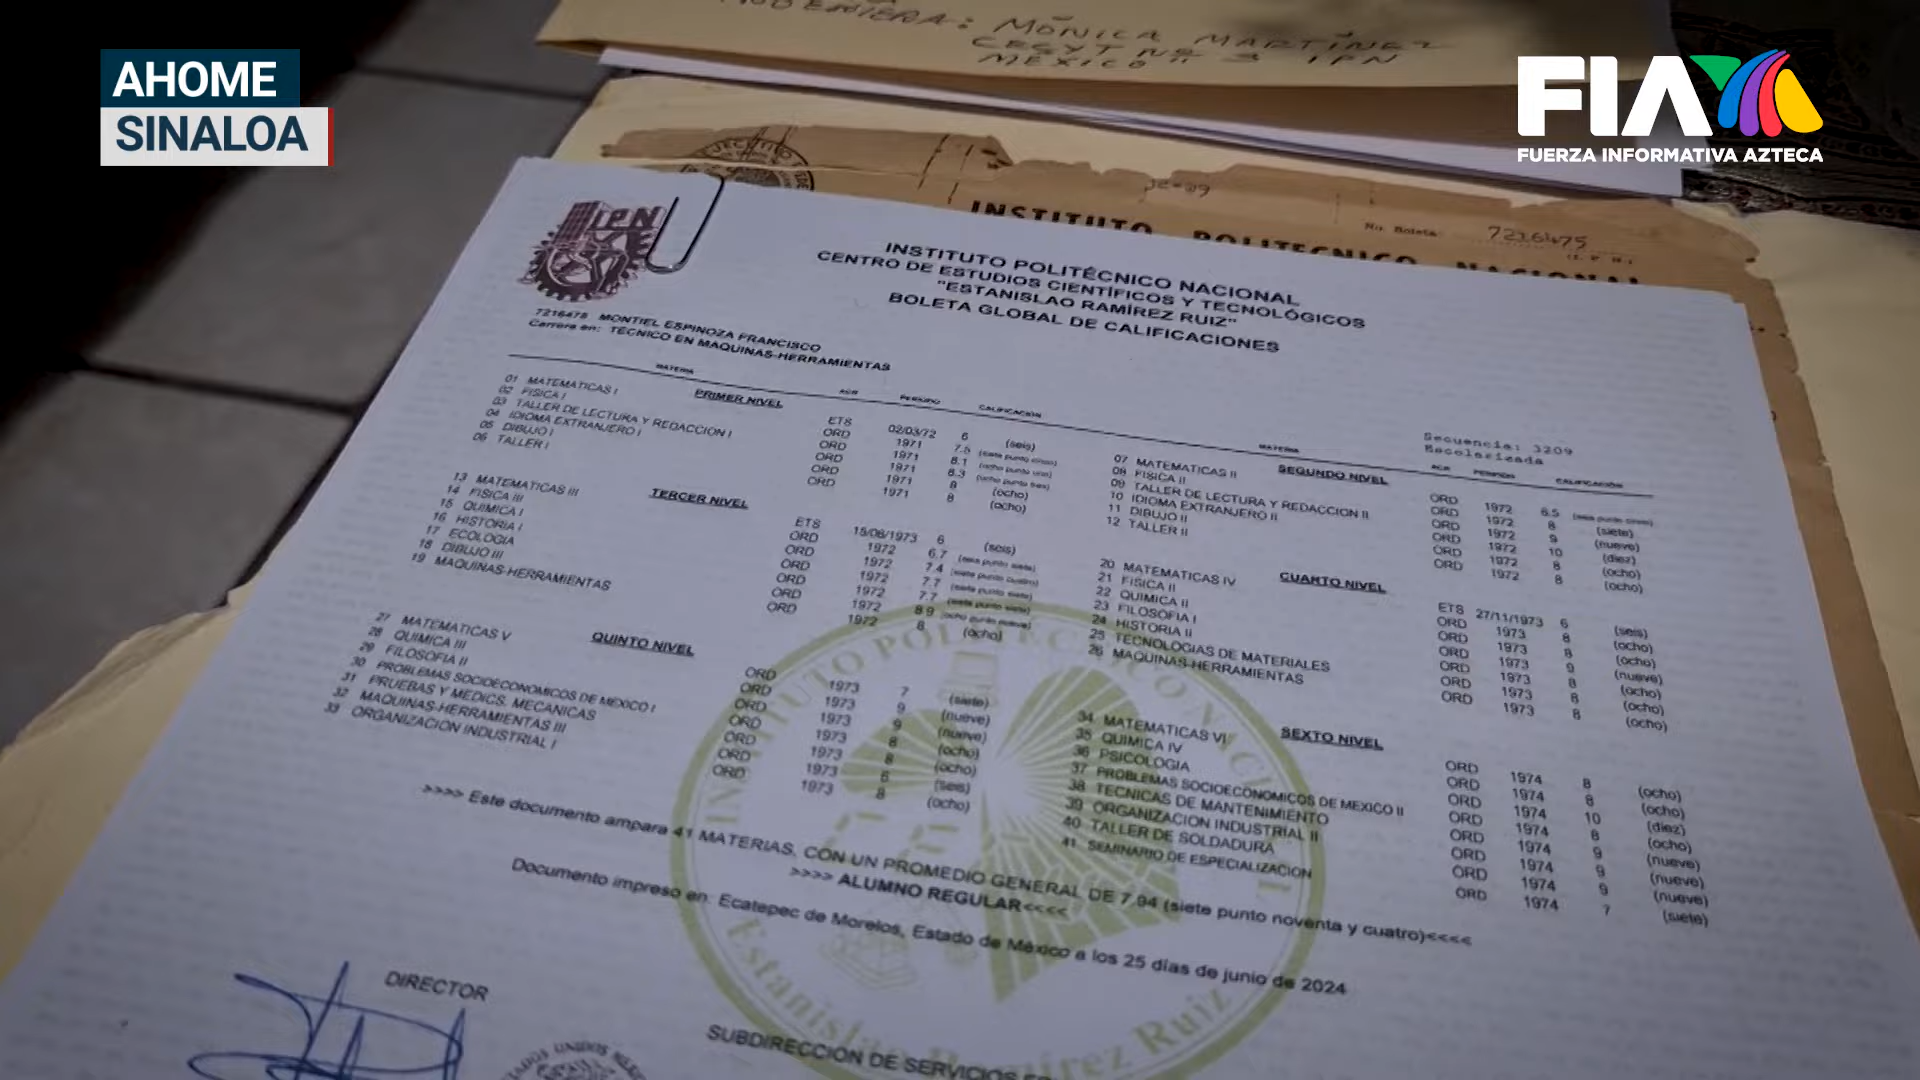 AHOME
SINALOA
FIA
FUERZA INFORMATIVA AZTECA
INGENIERA: MÓNICA MARTÍNEZ
CECYT Nº 3 IPN
MÉXICO
No. Boleta: 7216475
INSTITUTO POLITECNICO NACIONAL
IPN
INSTITUTO POLITÉCNICO NACIONAL
CENTRO DE ESTUDIOS CIENTÍFICOS Y TECNOLÓGICOS
"ESTANISLAO RAMÍREZ RUIZ"
BOLETA GLOBAL DE CALIFICACIONES
7216475 MONTIEL ESPINOZA FRANCISCO
Carrera en: TECNICO EN MAQUINAS-HERRAMIENTAS
Secuencia: 3209
Escolarizada
MATERIA ACR PERIODO CALIFICACIÓN
PRIMER NIVEL
01 MATEMATICAS I ETS 02/03/72 6 (seis)
02 FISICA I ORD 1971 7.5 (siete punto cinco)
03 TALLER DE LECTURA Y REDACCION I ORD 1971 8.1 (ocho punto uno)
04 IDIOMA EXTRANJERO I ORD 1971 8.3 (ocho punto tres)
05 DIBUJO I ORD 1971 8 (ocho)
06 TALLER I ORD 1971 8 (ocho)
MATERIA ACR PERIODO CALIFICACIÓN
SEGUNDO NIVEL
07 MATEMATICAS II ORD 1972 6.5 (seis punto cinco)
08 FISICA II ORD 1972 8 (siete)
09 TALLER DE LECTURA Y REDACCION II ORD 1972 9 (nueve)
10 IDIOMA EXTRANJERO II ORD 1972 10 (diez)
11 DIBUJO II ORD 1972 8 (ocho)
12 TALLER II ORD 1972 8 (ocho)
TERCER NIVEL
13 MATEMATICAS III ETS 15/06/1973 6 (seis)
14 FISICA III ORD 1972 6.7 (seis punto siete)
15 QUIMICA I ORD 1972 7.4 (siete punto cuatro)
16 HISTORIA I ORD 1972 7.7 (siete punto siete)
17 ECOLOGIA ORD 1972 7.7 (siete punto siete)
18 DIBUJO III ORD 1972 8.9 (ocho punto nueve)
19 MAQUINAS-HERRAMIENTAS ORD 1972 8 (ocho)
CUARTO NIVEL
20 MATEMATICAS IV ETS 27/11/1973 6 (seis)
21 FISICA II ORD 1973 8 (ocho)
22 QUIMICA II ORD 1973 8 (ocho)
23 FILOSOFIA I ORD 1973 9 (nueve)
24 HISTORIA II ORD 1973 8 (ocho)
25 TECNOLOGIAS DE MATERIALES ORD 1973 8 (ocho)
26 MAQUINAS-HERRAMIENTAS ORD 1973 8 (ocho)
QUINTO NIVEL
27 MATEMATICAS V ORD 1973 7 (siete)
28 QUIMICA III ORD 1973 9 (nueve)
29 FILOSOFIA II ORD 1973 9 (nueve)
30 PROBLEMAS SOCIOECONOMICOS DE MEXICO I ORD 1973 8 (ocho)
31 PRUEBAS Y MEDICS. MECANICAS ORD 1973 8 (ocho)
32 MAQUINAS-HERRAMIENTAS III ORD 1973 6 (seis)
33 ORGANIZACION INDUSTRIAL I ORD 1973 8 (ocho)
SEXTO NIVEL
34 MATEMATICAS VI ORD 1974 8 (ocho)
35 QUIMICA IV ORD 1974 8 (ocho)
36 PSICOLOGIA ORD 1974 10 (diez)
37 PROBLEMAS SOCIOECONOMICOS DE MEXICO II ORD 1974 8 (ocho)
38 TECNICAS DE MANTENIMIENTO ORD 1974 9 (nueve)
39 ORGANIZACION INDUSTRIAL II ORD 1974 9 (nueve)
40 TALLER DE SOLDADURA ORD 1974 9 (nueve)
41 SEMINARIO DE ESPECIALIZACION ORD 1974 7 (siete)
>>>> Este documento ampara 41 MATERIAS, CON UN PROMEDIO GENERAL DE 7.94 (siete punto noventa y cuatro)<<<<
>>>> ALUMNO REGULAR<<<<
Documento impreso en: Ecatepec de Morelos, Estado de México a los 25 días de junio de 2024
INSTITUTO POLITÉCNICO NACIONAL
Estanislao Ramírez Ruiz
DIRECTOR
SUBDIRECCIÓN DE SERVICIOS